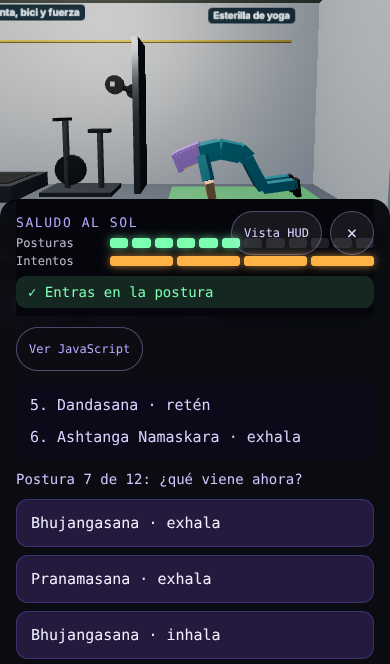 nta, bici y fuerza
Esterilla de yoga
SALUDO AL SOL
Vista HUD
×
Posturas
Intentos
✓ Entras en la postura
Ver JavaScript
5. Dandasana · retén
6. Ashtanga Namaskara · exhala
Postura 7 de 12: ¿qué viene ahora?
Bhujangasana · exhala
Pranamasana · exhala
Bhujangasana · inhala